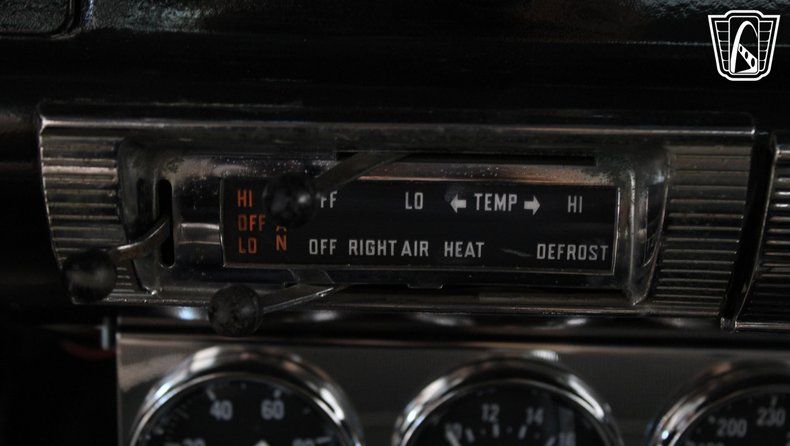 HI FF LO TEMP HI
OFF A
LO N OFF RIGHT AIR HEAT DEFROST
40 60 12 14 230
200